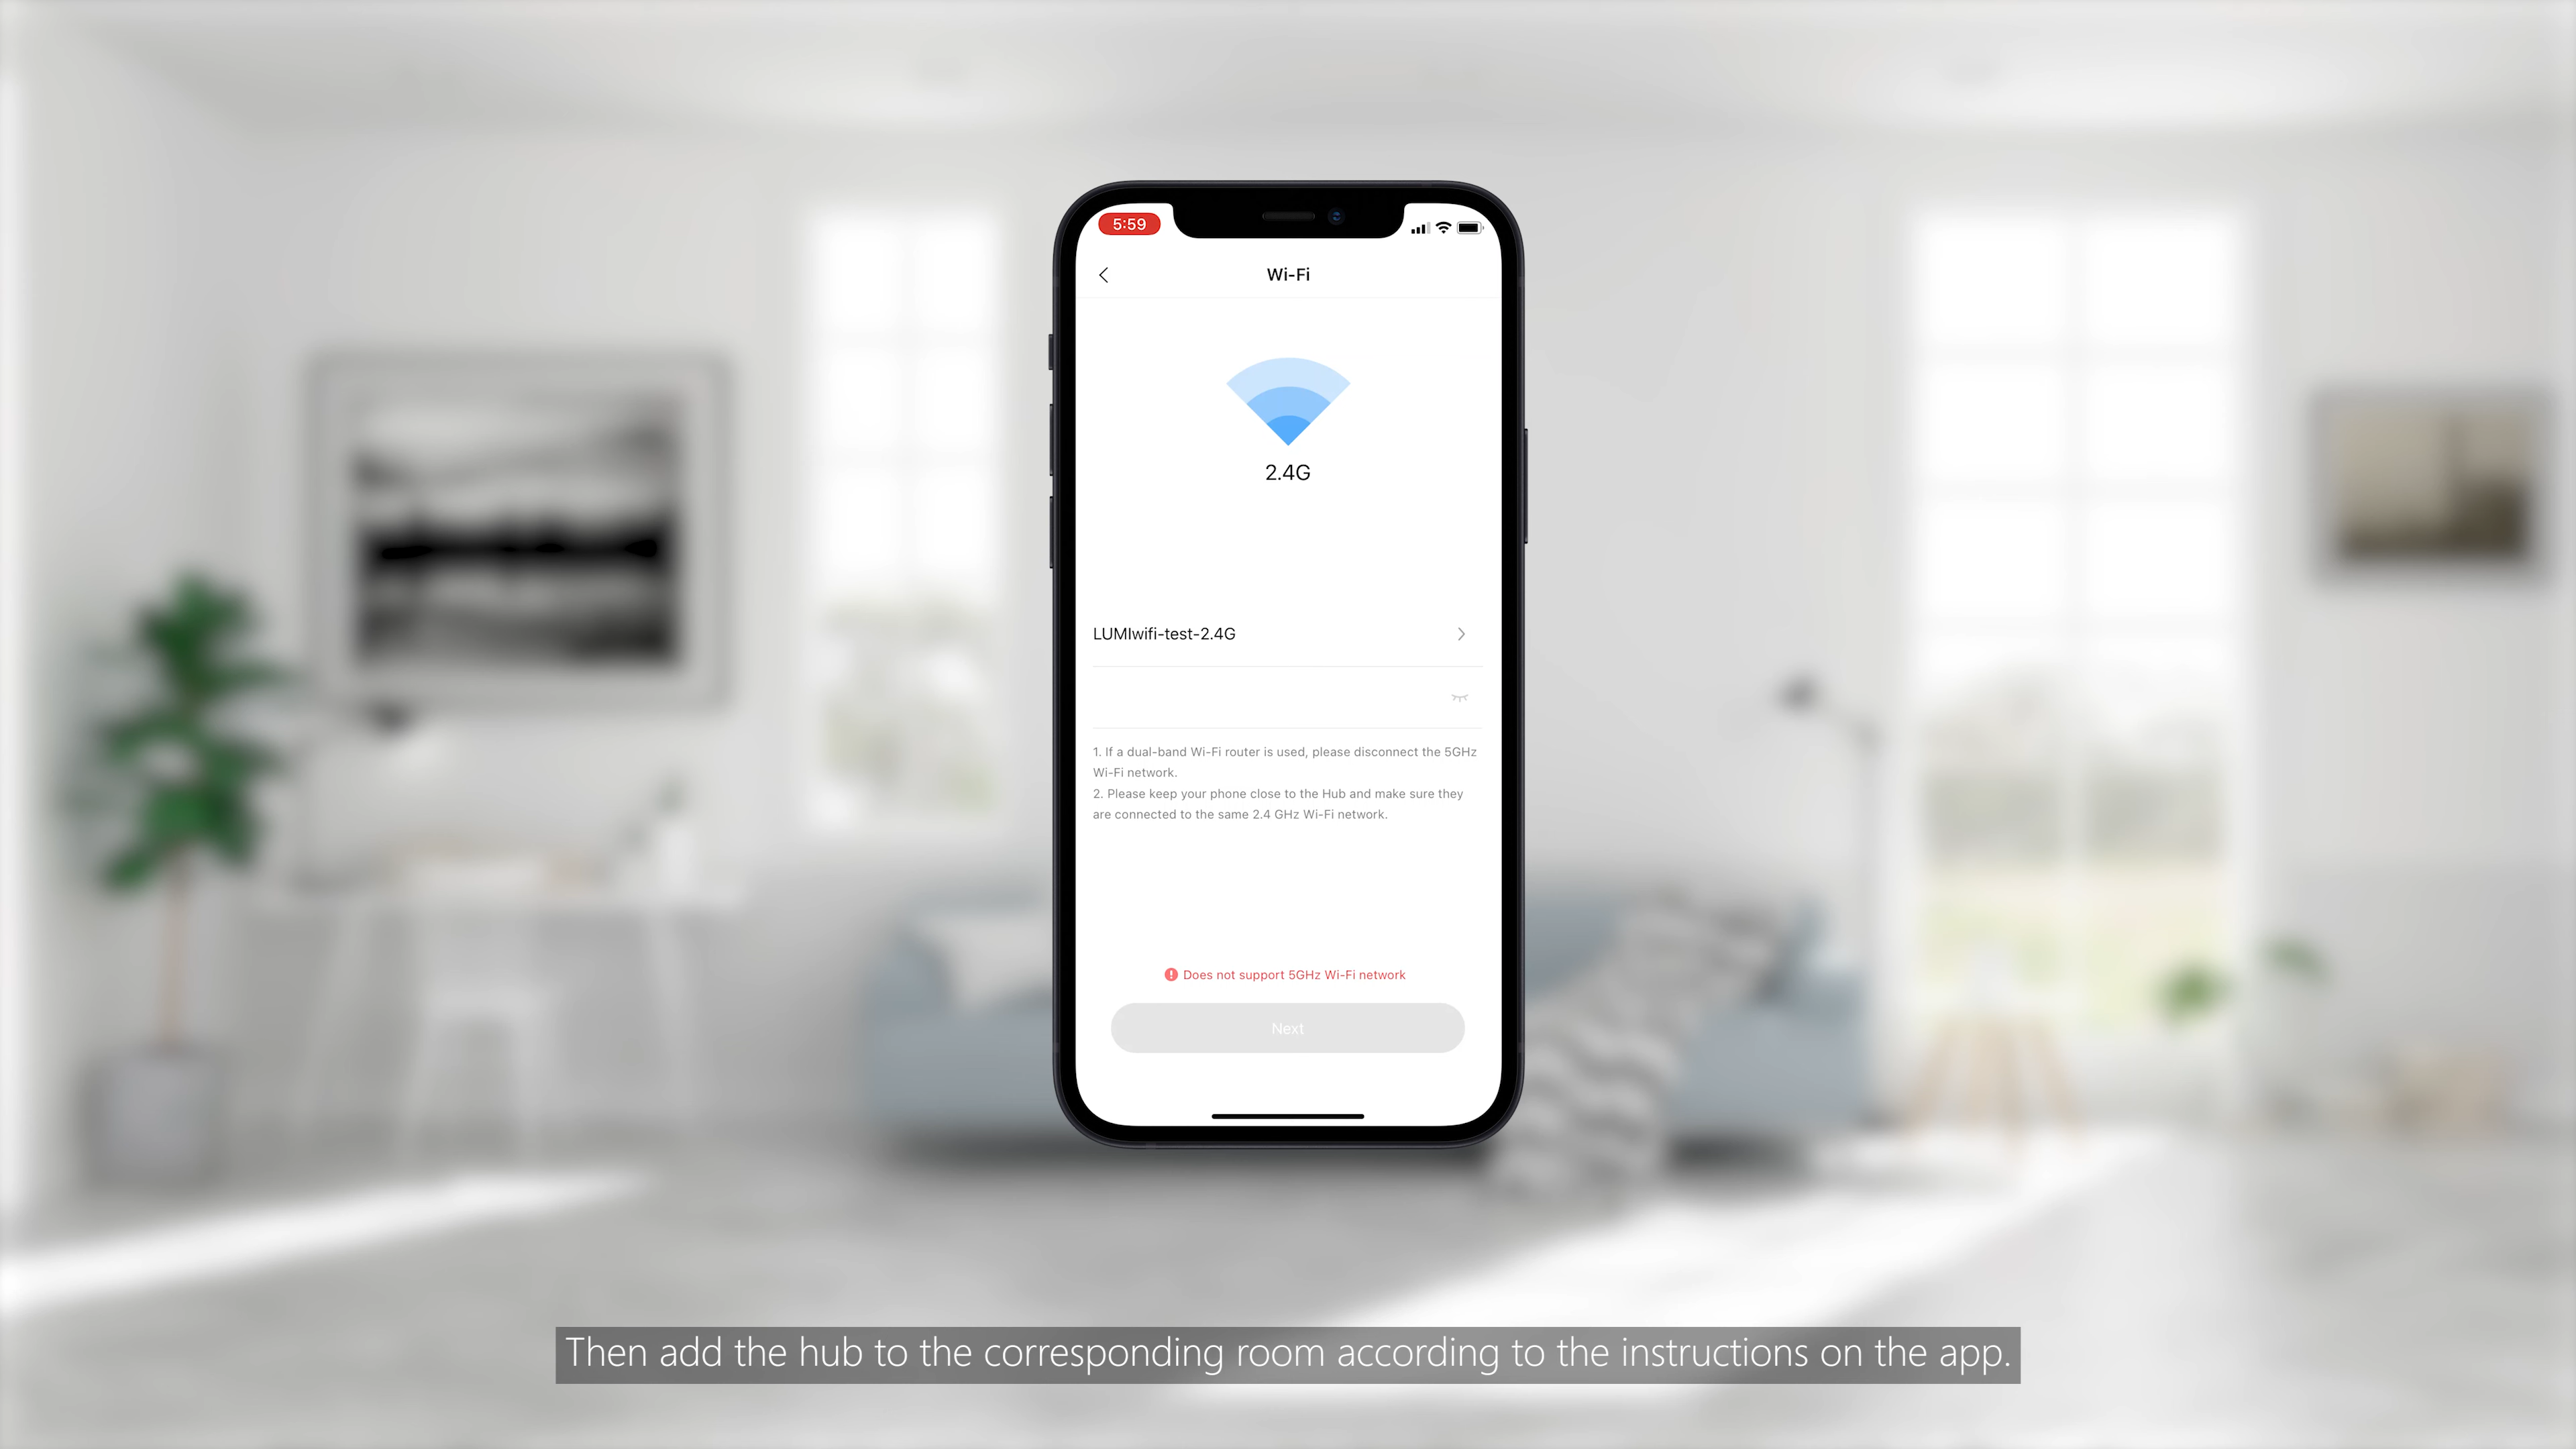 5:59
Wi-Fi
2.4G
LUMIwifi-test-2.4G
1. If a dual-band Wi-Fi router is used, please disconnect the 5GHz
Wi-Fi network.
2. Please keep your phone close to the Hub and make sure they
are connected to the same 2.4 GHz Wi-Fi network.
Does not support 5GHz Wi-Fi network
Next
Then add the hub to the corresponding room according to the instructions on the app.